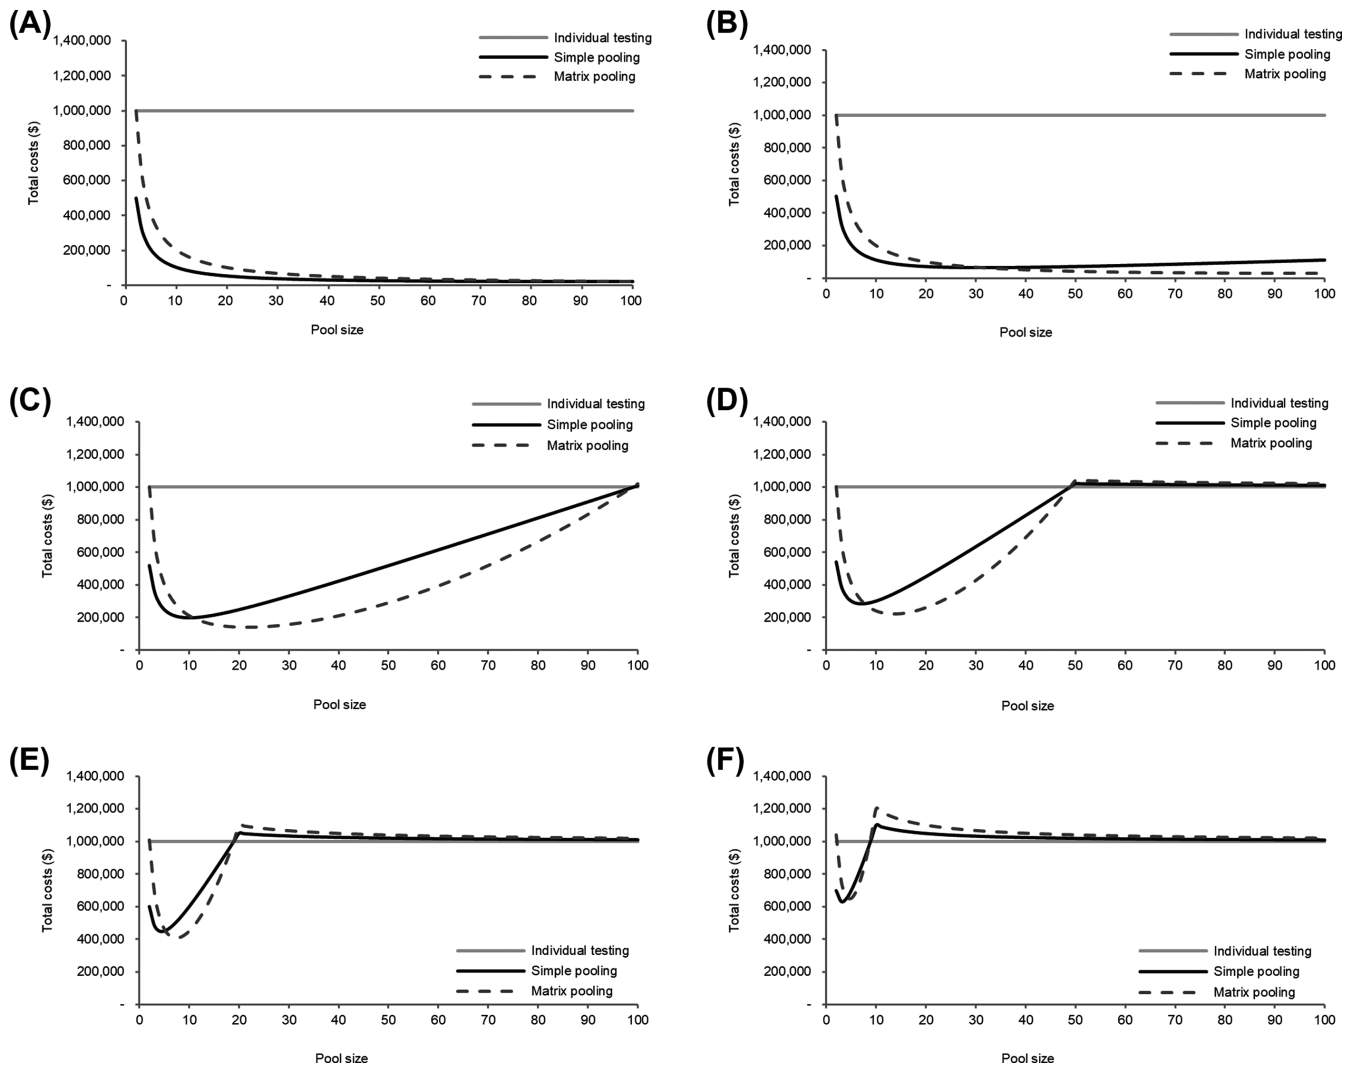 (A)
1,400,000
1,200,000
1,000,000
800,000
600,000
400,000
200,000
-
Total costs ($)
0 10 20 30 40 50 60 70 80 90 100
Pool size
Individual testing
Simple pooling
Matrix pooling
(B)
1,400,000
1,200,000
1,000,000
800,000
600,000
400,000
200,000
-
Total costs ($)
0 10 20 30 40 50 60 70 80 90 100
Pool size
Individual testing
Simple pooling
Matrix pooling
(C)
1,400,000
1,200,000
1,000,000
800,000
600,000
400,000
200,000
-
Total costs ($)
0 10 20 30 40 50 60 70 80 90 100
Pool size
Individual testing
Simple pooling
Matrix pooling
(D)
1,400,000
1,200,000
1,000,000
800,000
600,000
400,000
200,000
-
Total costs ($)
0 10 20 30 40 50 60 70 80 90 100
Pool size
Individual testing
Simple pooling
Matrix pooling
(E)
1,400,000
1,200,000
1,000,000
800,000
600,000
400,000
200,000
-
Total costs ($)
0 10 20 30 40 50 60 70 80 90 100
Pool size
Individual testing
Simple pooling
Matrix pooling
(F)
1,400,000
1,200,000
1,000,000
800,000
600,000
400,000
200,000
-
Total costs ($)
0 10 20 30 40 50 60 70 80 90 100
Pool size
Individual testing
Simple pooling
Matrix pooling